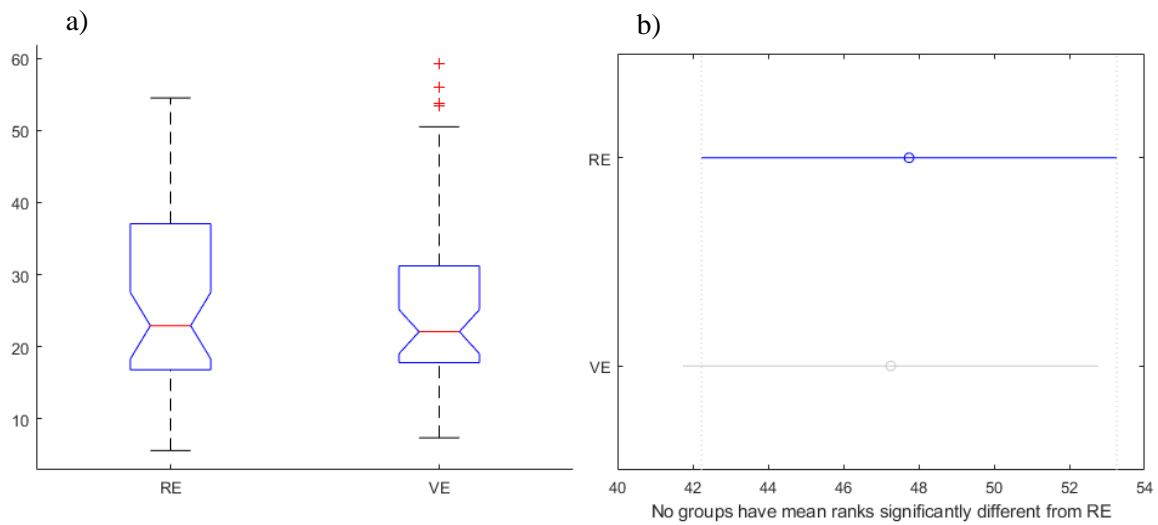 a)
60
50
40
30
20
10
RE
VE
b)
RE
VE
40
42
44
46
48
50
52
54
No groups have mean ranks significantly different from RE